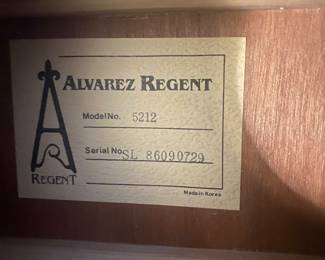 ALVAREZ REGENT
Model No. 5212
Serial No. SL 86090729
REGENT
Made in Korea